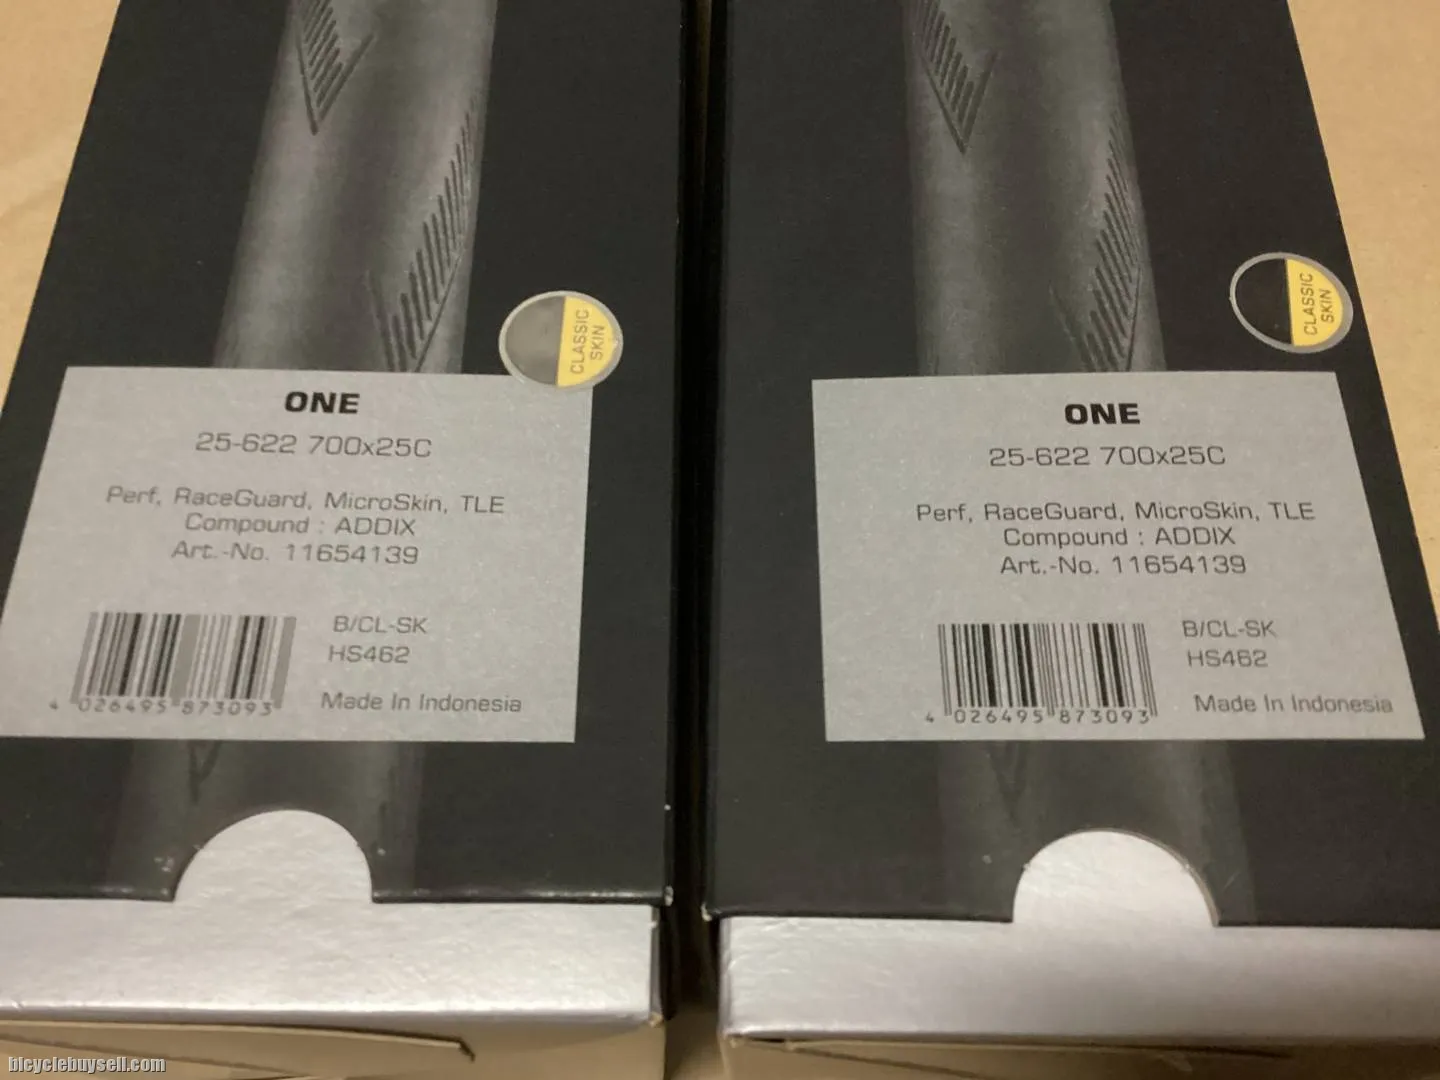 CLASSIC
SKIN
ONE
25-622 700x25C
Perf, RaceGuard, MicroSkin, TLE
Compound : ADDIX
Art.-No. 11654139
B/CL-SK
HS462
Made In Indonesia
4 026495 873093
CLASSIC
SKIN
ONE
25-622 700x25C
Perf, RaceGuard, MicroSkin, TLE
Compound : ADDIX
Art.-No. 11654139
B/CL-SK
HS462
Made In Indonesia
4 026495 873093
bicyclebuysell.com